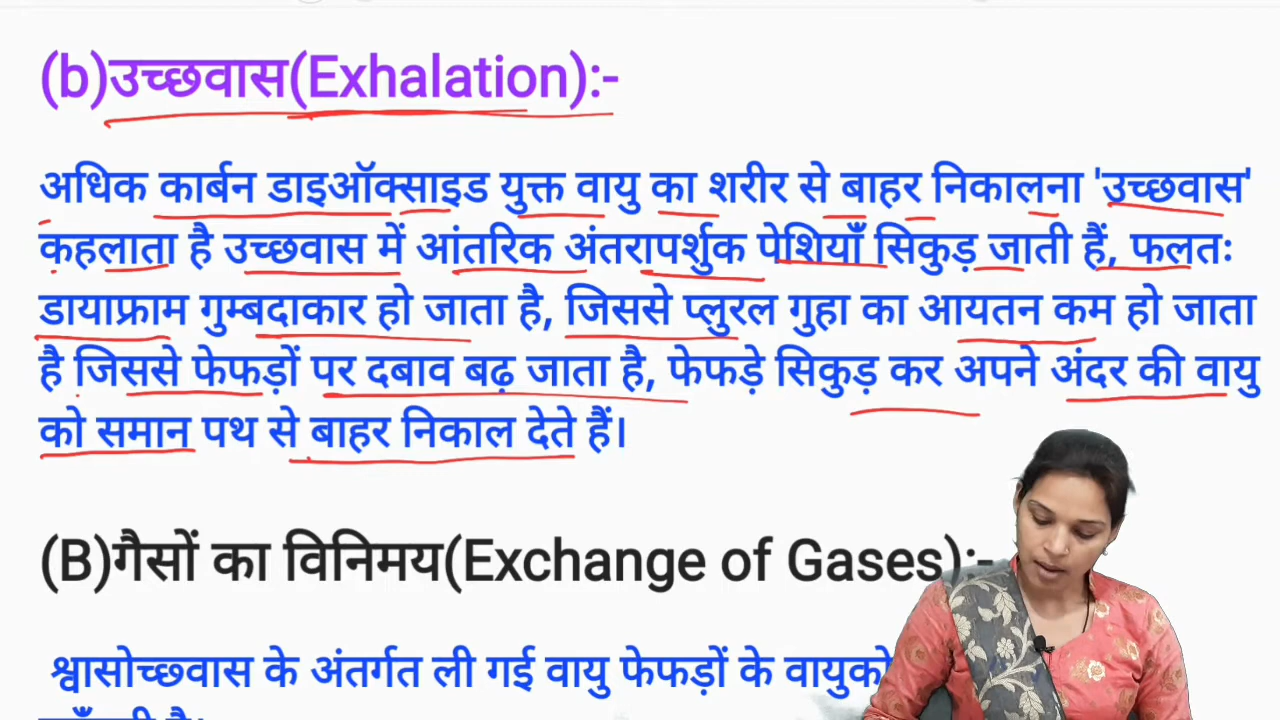 (b)उच्छवास(Exhalation):-
अधिक कार्बन डाइऑक्साइड युक्त वायु का शरीर से बाहर निकालना 'उच्छवास'
कहलाता है उच्छवास में आंतरिक अंतरापर्शुक पेशियाँ सिकुड़ जाती हैं, फलतः
डायाफ्राम गुम्बदाकार हो जाता है, जिससे प्लुरल गुहा का आयतन कम हो जाता
है जिससे फेफड़ों पर दबाव बढ़ जाता है, फेफड़े सिकुड़ कर अपने अंदर की वायु
को समान पथ से बाहर निकाल देते हैं।
(B)गैसों का विनिमय(Exchange of Gases):-
श्वासोच्छवास के अंतर्गत ली गई वायु फेफड़ों के